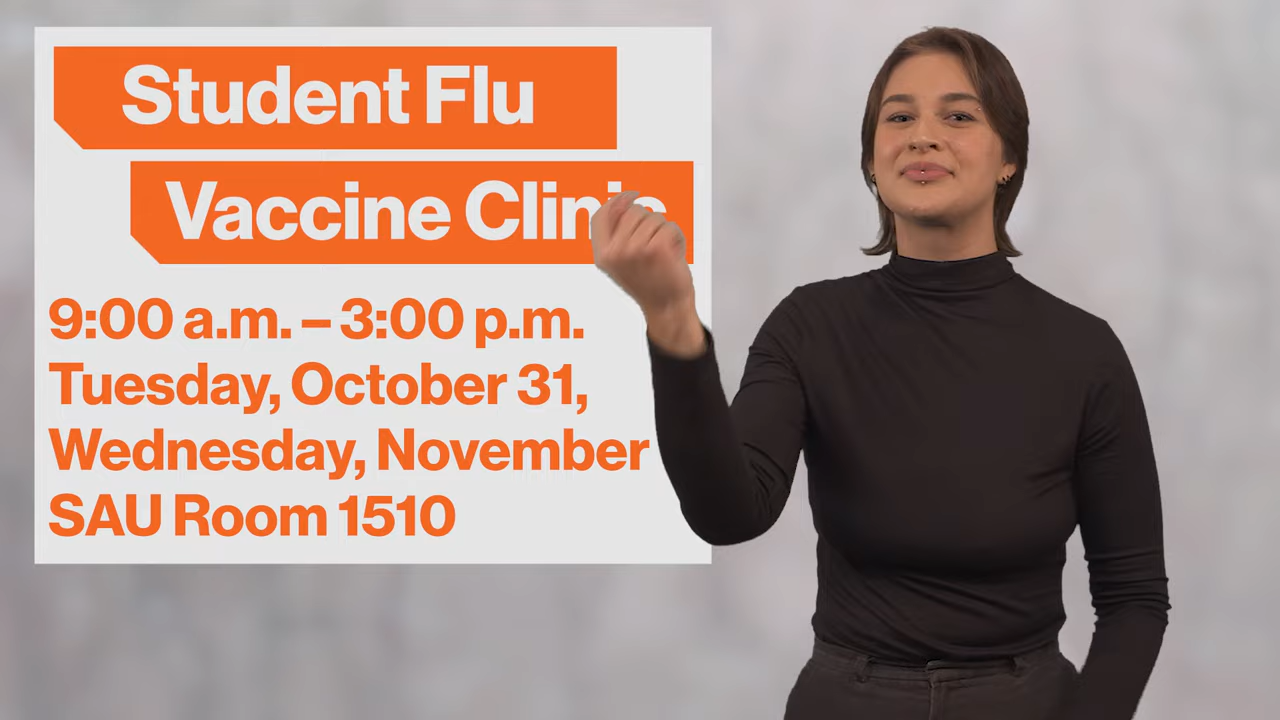 Student Flu
Vaccine Clinic
9:00 a.m. – 3:00 p.m.
Tuesday, October 31,
Wednesday, November
SAU Room 1510